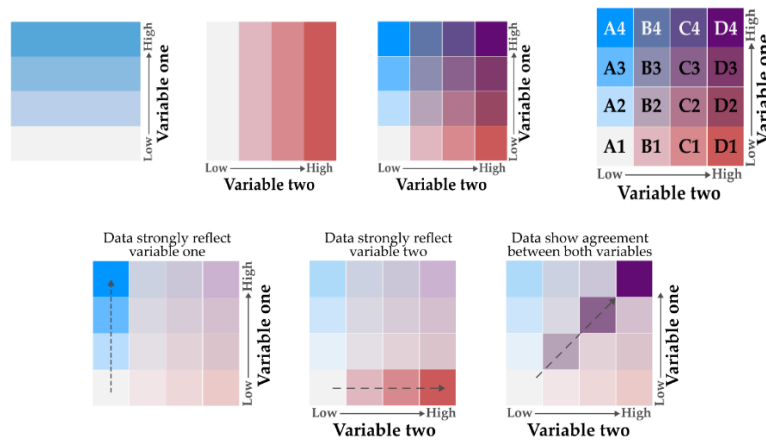 High
Low
Variable one
Low
High
Variable two
High
Low
Variable one
Low
High
Variable two
A4 B4 C4 D4
A3 B3 C3 D3
A2 B2 C2 D2
A1 B1 C1 D1
High
Low
Variable one
Low
High
Variable two
Data strongly reflect
variable one
High
Low
Variable one
Data strongly reflect
variable two
Low
High
Variable two
Data show agreement
between both variables
High
Low
Variable one
Low
High
Variable two